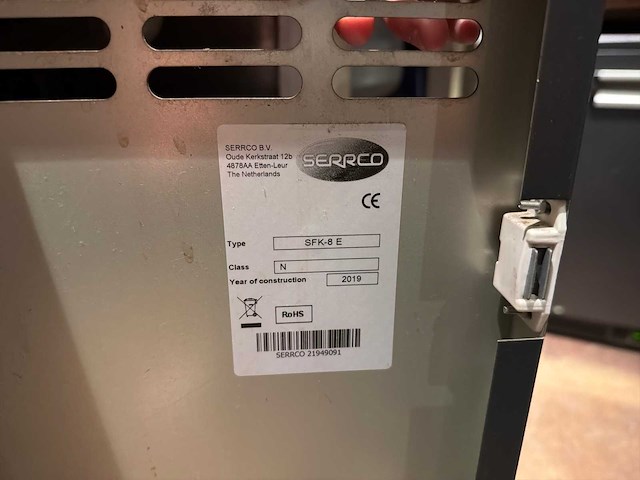 SERRCO B.V.
Oude Kerkstraat 12b
4878AA Etten-Leur
The Netherlands
SERRCO
CE
Type SFK-8 E
Class N
Year of construction 2019
RoHS
SERRCO 21949091